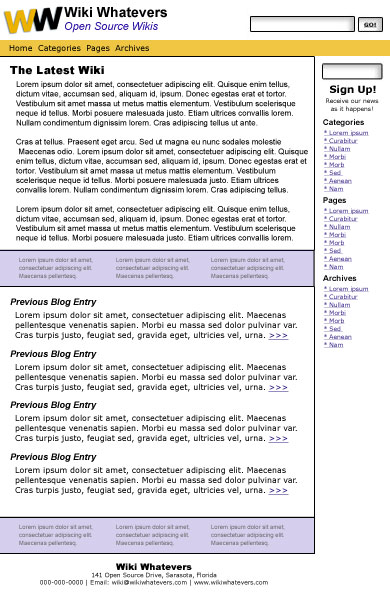 WW Wiki Whatevers
Open Source Wikis
GO!
Home Categories Pages Archives
The Latest Wiki
Lorem ipsum dolor sit amet, consectetuer adipiscing elit. Quisque enim tellus,
dictum vitae, accumsan sed, aliquam id, ipsum. Donec egestas erat et tortor.
Vestibulum sit amet massa ut metus mattis elementum. Vestibulum scelerisque
neque id tellus. Morbi posuere malesuada justo. Etiam ultrices convallis lorem.
Nullam condimentum dignissim lorem. Cras adipiscing tellus ut ante.
Cras at tellus. Praesent eget arcu. Sed ut magna eu nunc sodales molestie
Maecenas odio. Lorem ipsum dolor sit amet, consectetuer adipiscing elit. Quisque
enim tellus, dictum vitae, accumsan sed, aliquam id, ipsum. Donec egestas erat et
tortor. Vestibulum sit amet massa ut metus mattis elementum. Vestibulum
scelerisque neque id tellus. Morbi posuere malesuada justo. Etiam ultrices
convallis lorem. Nullam condimentum dignissim lorem. Cras adipiscing tellus.
Lorem ipsum dolor sit amet, consectetuer adipiscing elit. Quisque enim tellus,
dictum vitae, accumsan sed, aliquam id, ipsum. Donec egestas erat et tortor.
Vestibulum sit amet massa ut metus mattis elementum. Vestibulum scelerisque
neque id tellus. Morbi posuere malesuada justo. Etiam ultrices convallis lorem.
Lorem ipsum dolor sit amet,
consectetuer adipiscing elit.
Maecenas pellentesq.
Lorem ipsum dolor sit amet,
consectetuer adipiscing elit.
Maecenas pellentesq.
Lorem ipsum dolor sit amet,
consectetuer adipiscing elit.
Maecenas pellentesq.
Previous Blog Entry
Lorem ipsum dolor sit amet, consectetuer adipiscing elit. Maecenas
pellentesque venenatis sapien. Morbi eu massa sed dolor pulvinar var.
Cras turpis justo, feugiat sed, gravida eget, ultricies vel, urna. >>>
Previous Blog Entry
Lorem ipsum dolor sit amet, consectetuer adipiscing elit. Maecenas
pellentesque venenatis sapien. Morbi eu massa sed dolor pulvinar var.
Cras turpis justo, feugiat sed, gravida eget, ultricies vel, urna. >>>
Previous Blog Entry
Lorem ipsum dolor sit amet, consectetuer adipiscing elit. Maecenas
pellentesque venenatis sapien. Morbi eu massa sed dolor pulvinar var.
Cras turpis justo, feugiat sed, gravida eget, ultricies vel, urna. >>>
Previous Blog Entry
Lorem ipsum dolor sit amet, consectetuer adipiscing elit. Maecenas
pellentesque venenatis sapien. Morbi eu massa sed dolor pulvinar var.
Cras turpis justo, feugiat sed, gravida eget, ultricies vel, urna. >>>
Lorem ipsum dolor sit amet,
consectetuer adipiscing elit.
Maecenas pellentesq.
Lorem ipsum dolor sit amet,
consectetuer adipiscing elit.
Maecenas pellentesq.
Lorem ipsum dolor sit amet,
consectetuer adipiscing elit.
Maecenas pellentesq.
Sign Up!
Receive our news
as it happens!
Categories
* Lorem ipsum
* Curabitur
* Nullam
* Morbi
* Morb
* Sed
* Aenean
* Nam
Pages
* Lorem ipsum
* Curabitur
* Nullam
* Morbi
* Morb
* Sed
* Aenean
* Nam
Archives
* Lorem ipsum
* Curabitur
* Nullam
* Morbi
* Morb
* Sed
* Aenean
* Nam
Wiki Whatevers
141 Open Source Drive, Sarasota, Florida
000-000-0000 | Email: wiki@wikiwhatevers.com | www.wikiwhatevers.com